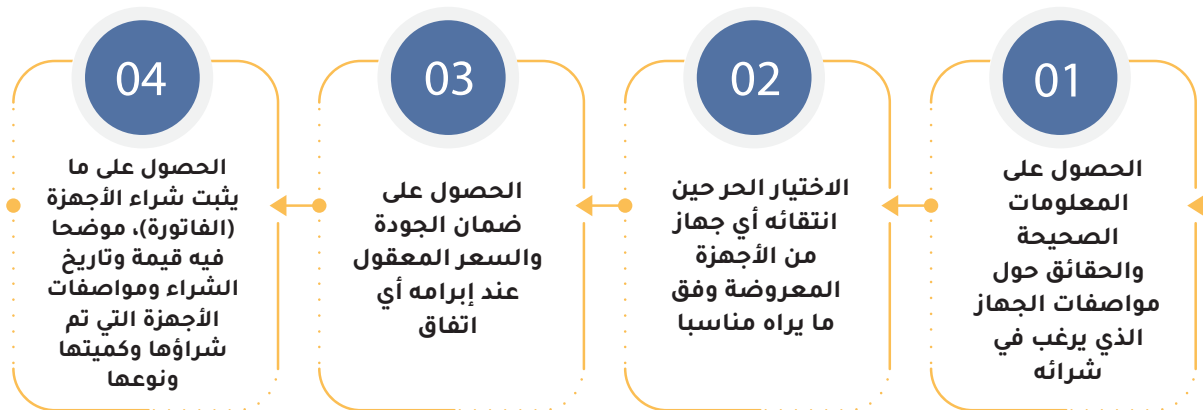 01
الحصول على
المعلومات
الصحيحة
والحقائق حول
مواصفات الجهاز
الذي يرغب في
شرائه
02
الاختيار الحر حين
انتقائه أي جهاز
من الأجهزة
المعروضة وفق
ما يراه مناسبا
03
الحصول على
ضمان الجودة
والسعر المعقول
عند إبرامه أي
اتفاق
04
الحصول على ما
يثبت شراء الأجهزة
(الفاتورة)، موضحا
فيه قيمة وتاريخ
الشراء ومواصفات
الأجهزة التي تم
شراؤها وكميتها
ونوعها